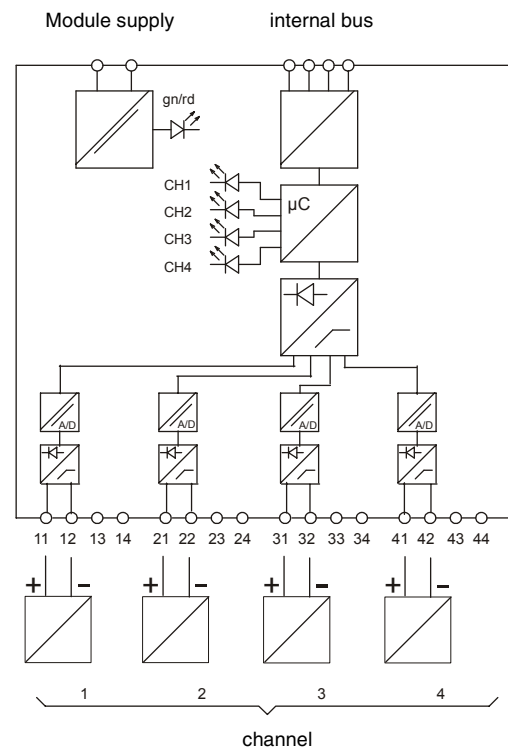 Module supply internal bus
gn/rd
CH1
µC
CH2
CH3
CH4
A/D A/D A/D A/D
11 12 13 14 21 22 23 24 31 32 33 34 41 42 43 44
+ - + - + - + -
1 2 3 4
channel